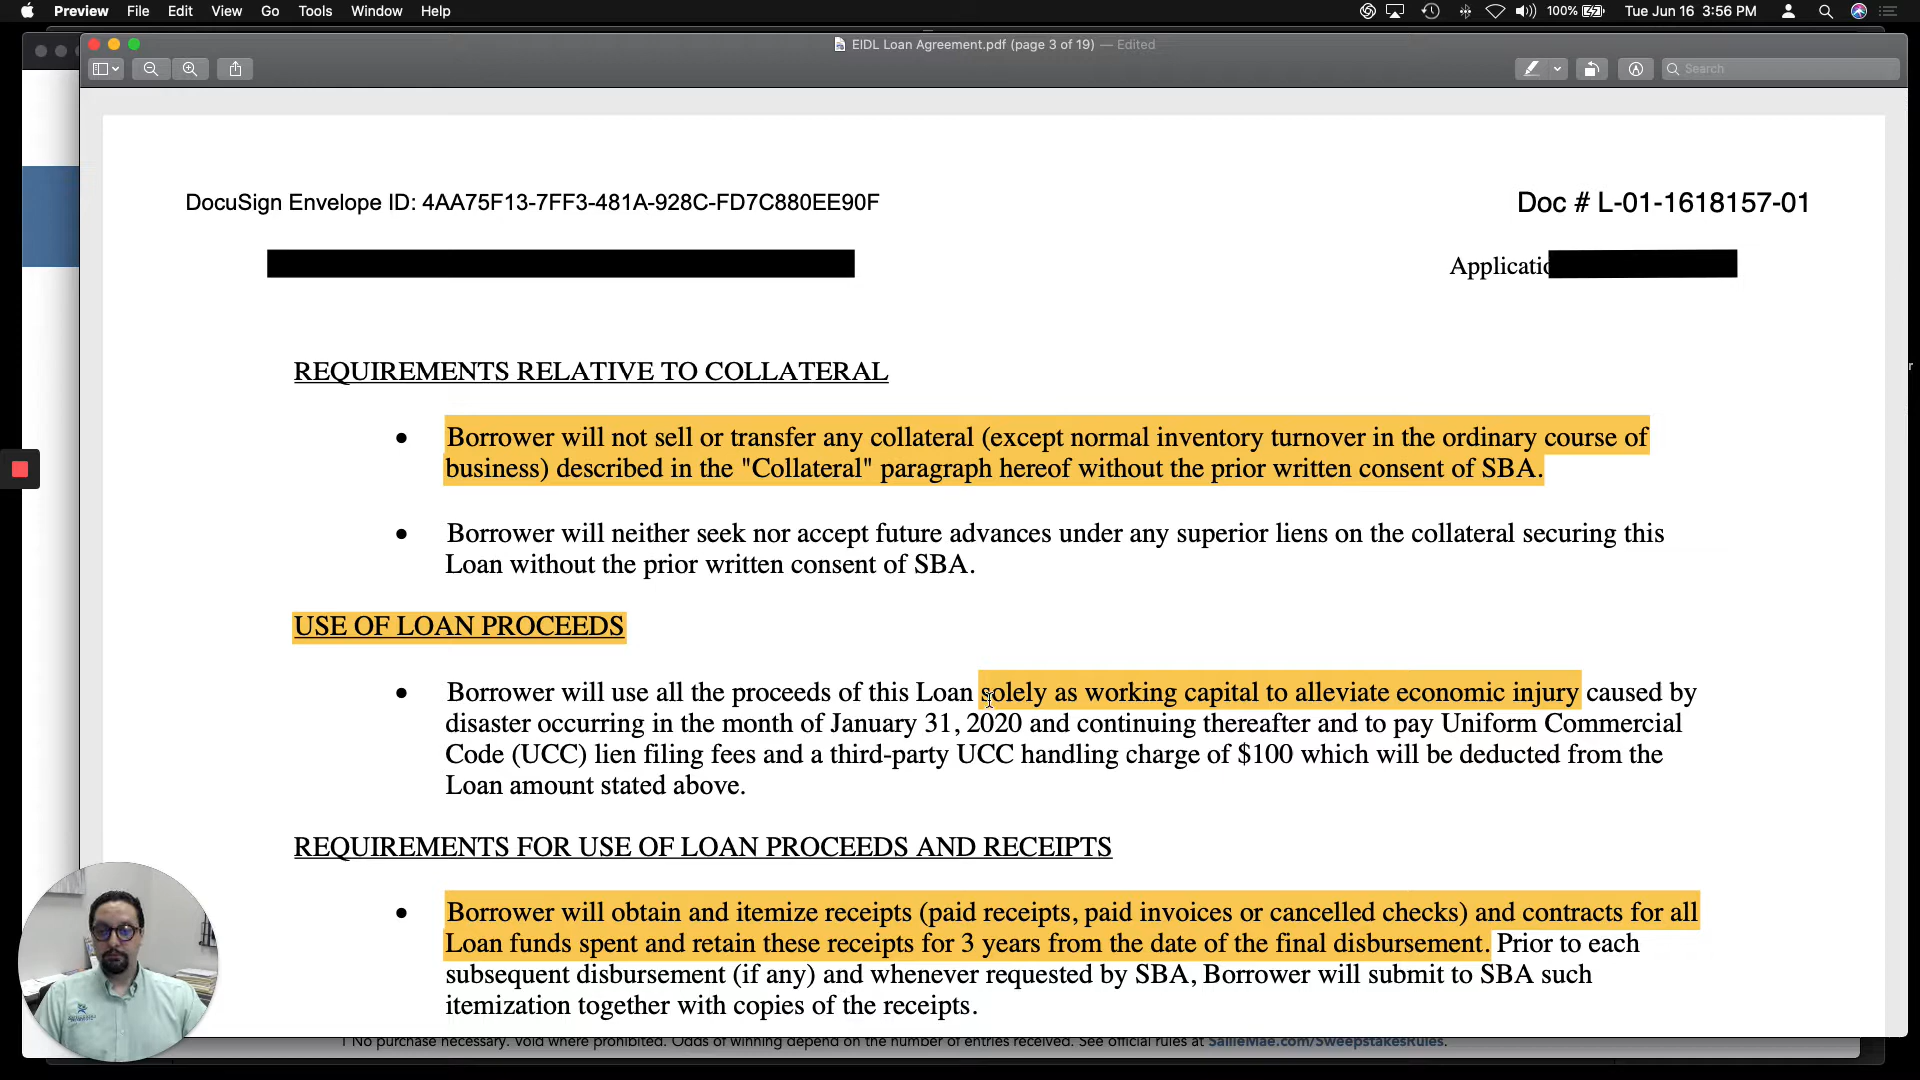 Preview File Edit View Go Tools Window Help 100% Tue Jun 16 3:56 PM
EIDL Loan Agreement.pdf (page 3 of 19) — Edited
Search
DocuSign Envelope ID: 4AA75F13-7FF3-481A-928C-FD7C880EE90F Doc # L-01-1618157-01
Applicatio
REQUIREMENTS RELATIVE TO COLLATERAL
• Borrower will not sell or transfer any collateral (except normal inventory turnover in the ordinary course of
business) described in the "Collateral" paragraph hereof without the prior written consent of SBA.
• Borrower will neither seek nor accept future advances under any superior liens on the collateral securing this
Loan without the prior written consent of SBA.
USE OF LOAN PROCEEDS
• Borrower will use all the proceeds of this Loan solely as working capital to alleviate economic injury caused by
disaster occurring in the month of January 31, 2020 and continuing thereafter and to pay Uniform Commercial
Code (UCC) lien filing fees and a third-party UCC handling charge of $100 which will be deducted from the
Loan amount stated above.
REQUIREMENTS FOR USE OF LOAN PROCEEDS AND RECEIPTS
• Borrower will obtain and itemize receipts (paid receipts, paid invoices or cancelled checks) and contracts for all
Loan funds spent and retain these receipts for 3 years from the date of the final disbursement. Prior to each
subsequent disbursement (if any) and whenever requested by SBA, Borrower will submit to SBA such
itemization together with copies of the receipts.
No purchase necessary. Void where prohibited. Odds of winning depend on the number of entries received. See official rules at SallieMae.com/SweepstakesRules.